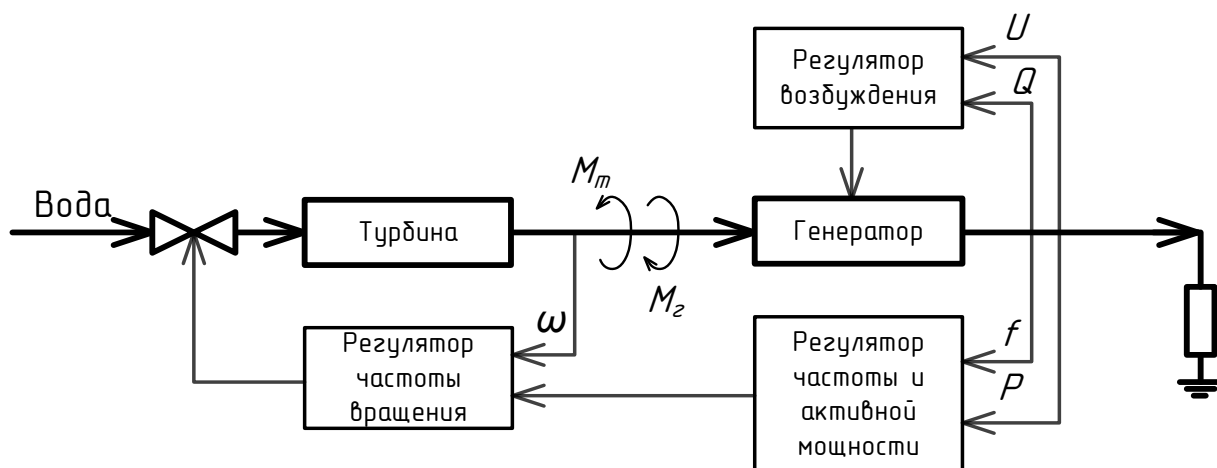 U
Регулятор
возбуждения
Q
Mт
Вода
Турбина
Генератор
Mг
ω
Регулятор
частоты
вращения
Регулятор
частоты и
активной
мощности
f
P